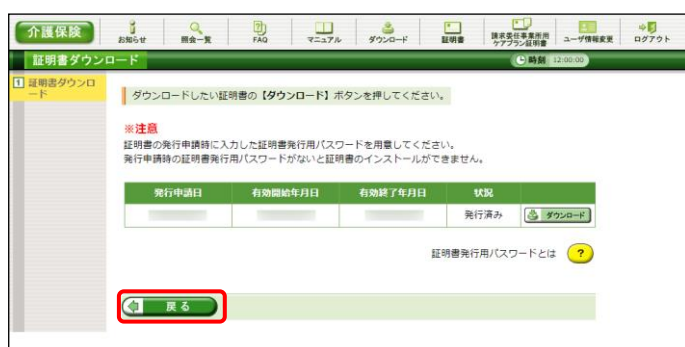 介護保険
お知らせ
照会一覧
FAQ
マニュアル
ダウンロード
証明書
請求委任事業所用
ケアプラン証明書
ユーザ情報変更
ログアウト
証明書ダウンロード
時刻 12:00:00
1 証明書ダウンロ
ード
ダウンロードしたい証明書の【ダウンロード】ボタンを押してください。
※注意
証明書の発行申請時に入力した証明書発行用パスワードを用意してください。
発行申請時の証明書発行用パスワードがないと証明書のインストールができません。
発行申請日 有効開始年月日 有効終了年月日 状況
発行済み ダウンロード
証明書発行用パスワードとは ?
戻る